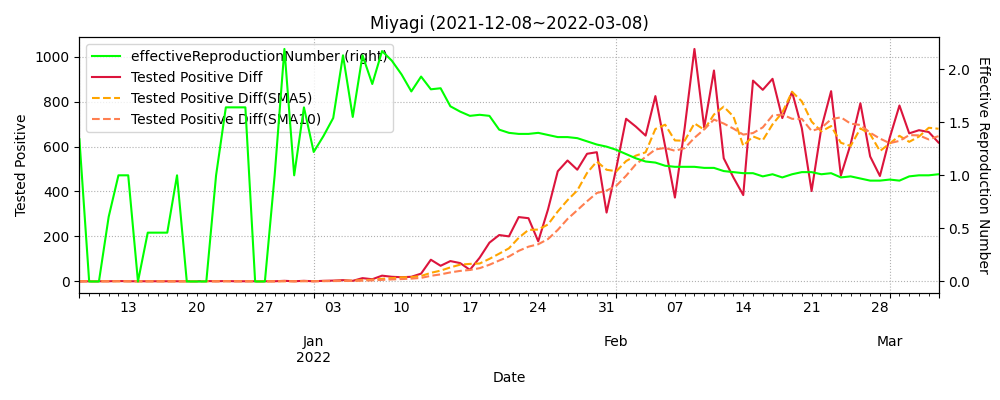 Miyagi (2021-12-08~2022-03-08)
effectiveReproductionNumber (right)
Tested Positive Diff
Tested Positive Diff(SMA5)
Tested Positive Diff(SMA10)
Tested Positive
1000
800
600
400
200
0
2.0
1.5
1.0
0.5
0.0
Effective Reproduction Number
13 20 27 03 10 17 24 31 07 14 21 28
Jan Feb Mar
2022
Date